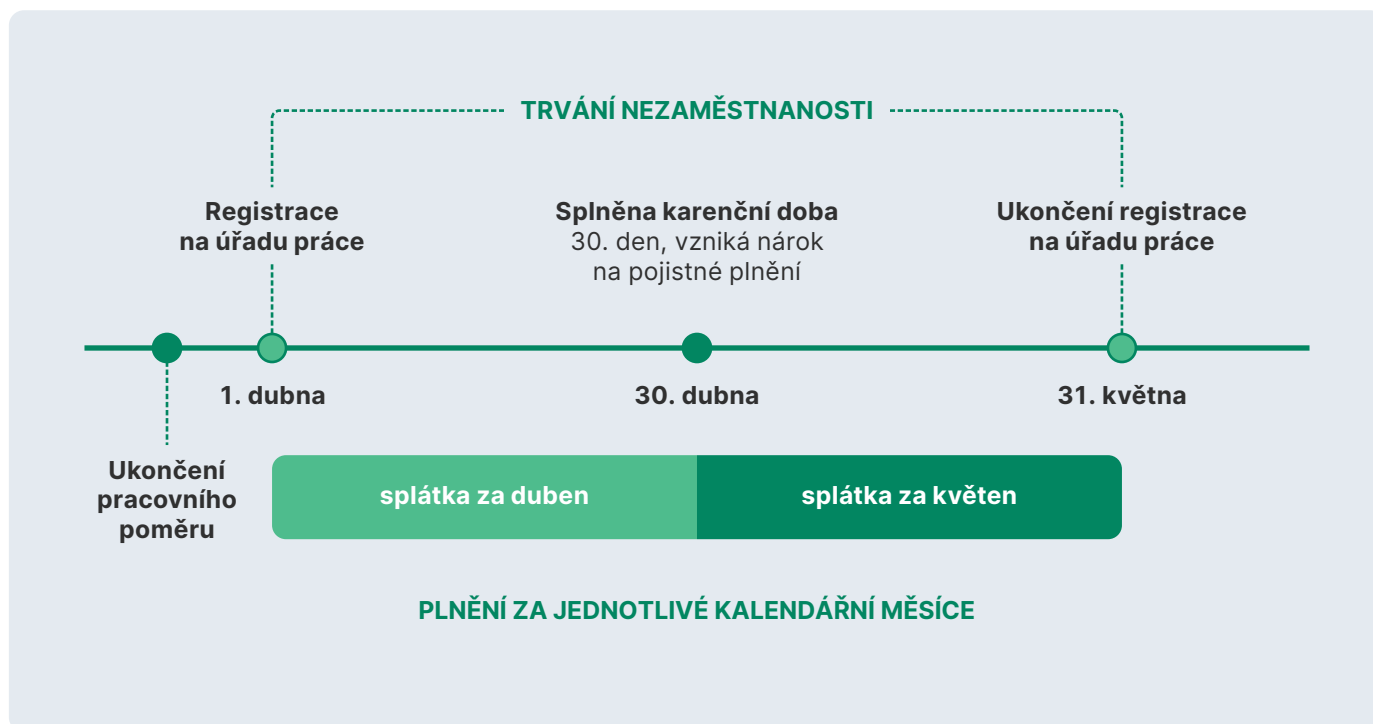 TRVÁNÍ NEZAMĚSTNANOSTI
Registrace
na úřadu práce
Splněna karenční doba
30. den, vzniká nárok
na pojistné plnění
Ukončení registrace
na úřadu práce
1. dubna
30. dubna
31. května
Ukončení
pracovního
poměru
splátka za duben
splátka za květen
PLNĚNÍ ZA JEDNOTLIVÉ KALENDÁŘNÍ MĚSÍCE